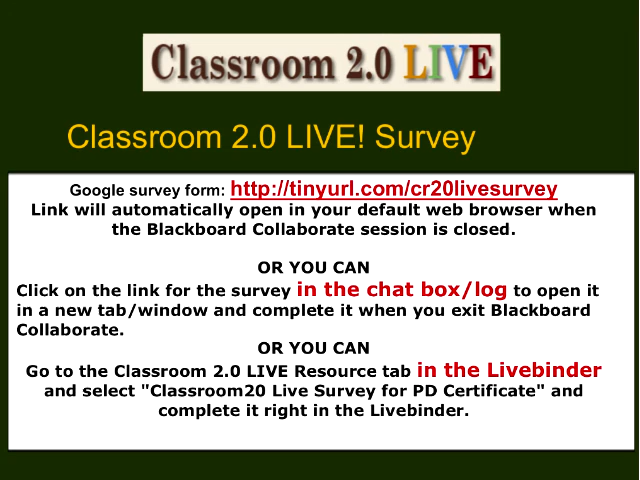 Classroom 2.0 LIVE
Classroom 2.0 LIVE! Survey
Google survey form: http://tinyurl.com/cr20livesurvey
Link will automatically open in your default web browser when
the Blackboard Collaborate session is closed.
OR YOU CAN
Click on the link for the survey in the chat box/log to open it
in a new tab/window and complete it when you exit Blackboard
Collaborate.
OR YOU CAN
Go to the Classroom 2.0 LIVE Resource tab in the Livebinder
and select "Classroom20 Live Survey for PD Certificate" and
complete it right in the Livebinder.